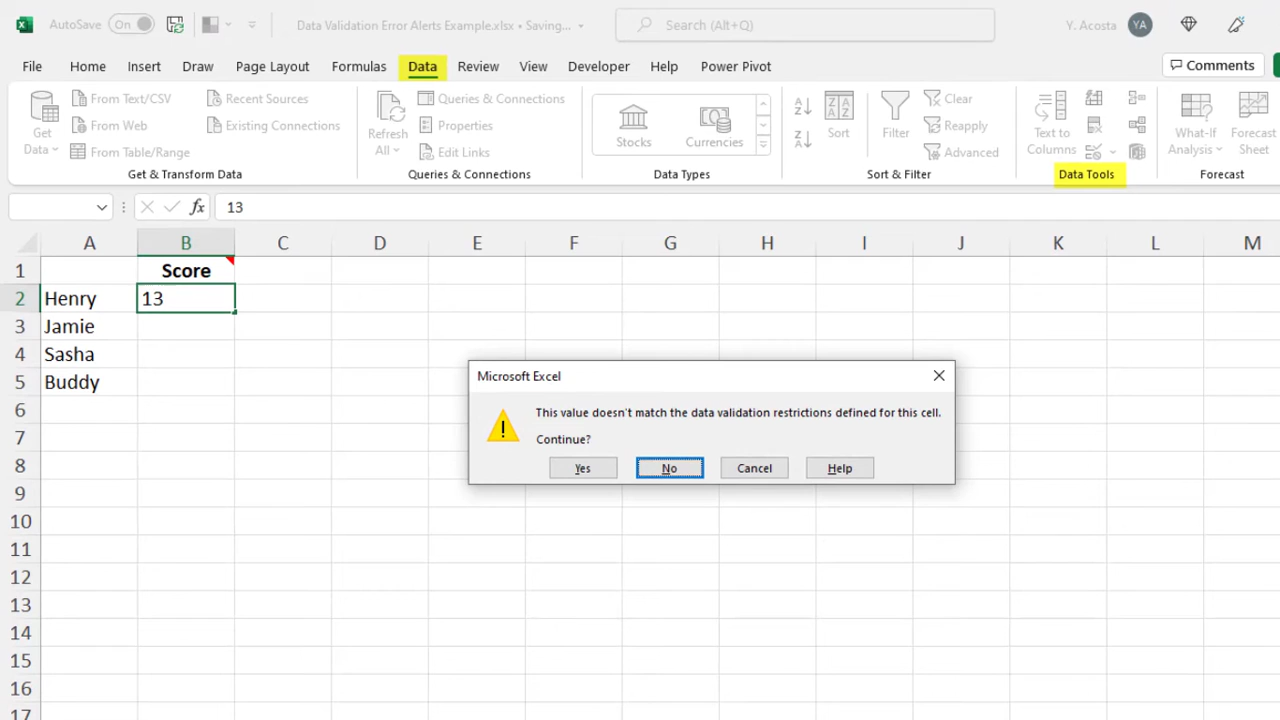 AutoSave On Data Validation Error Alerts Example.xlsx • Saving... Search (Alt+Q) Y. Acosta YA
File Home Insert Draw Page Layout Formulas Data Review View Developer Help Power Pivot Comments
Get Data
From Text/CSV
From Web
From Table/Range
Recent Sources
Existing Connections
Get & Transform Data
Refresh All
Queries & Connections
Properties
Edit Links
Queries & Connections
Stocks
Currencies
Data Types
Sort
Filter
Clear
Reapply
Advanced
Sort & Filter
Text to Columns
Data Tools
What-If Analysis
Forecast Sheet
Forecast
fx 13
A B C D E F G H I J K L M
1 Score
2 Henry 13
3 Jamie
4 Sasha
5 Buddy
6
7
8
9
10
11
12
13
14
15
16
17
Microsoft Excel
This value doesn't match the data validation restrictions defined for this cell.
Continue?
Yes No Cancel Help